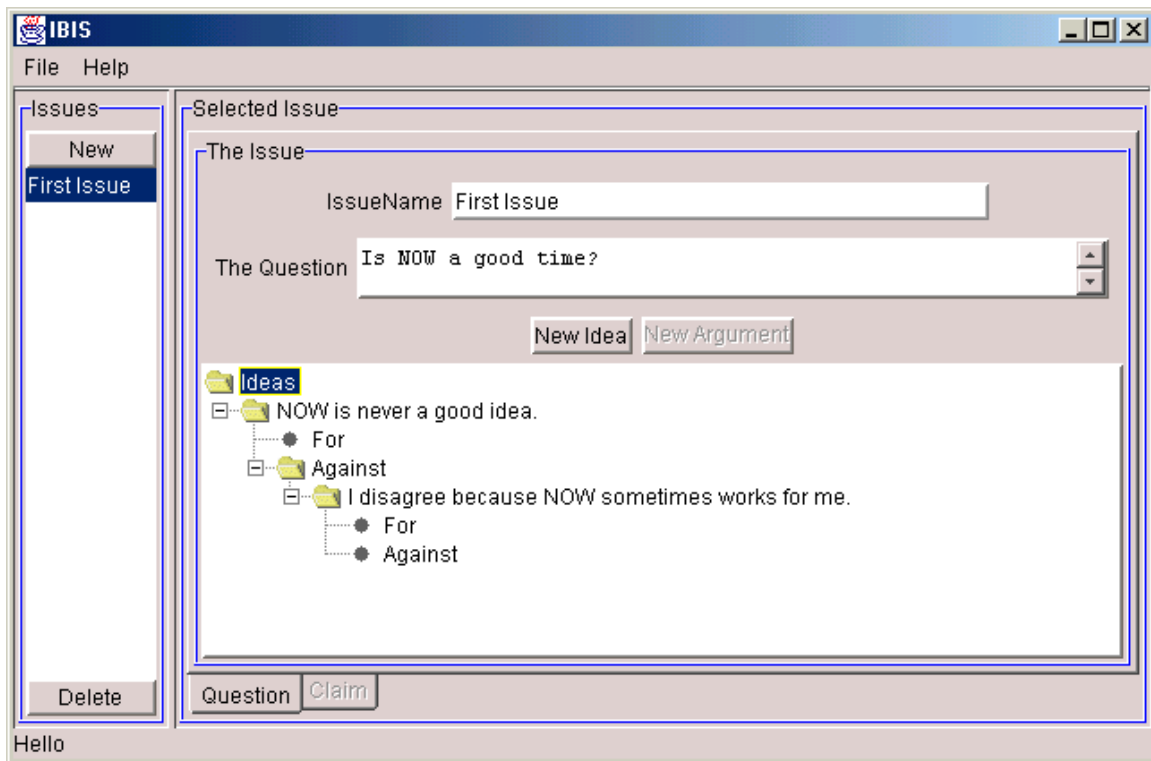 IBIS
File Help
Issues
New
First Issue
Delete
Selected Issue
The Issue
IssueName First Issue
The Question Is NOW a good time?
New Idea New Argument
Ideas
NOW is never a good idea.
For
Against
I disagree because NOW sometimes works for me.
For
Against
Question Claim
Hello